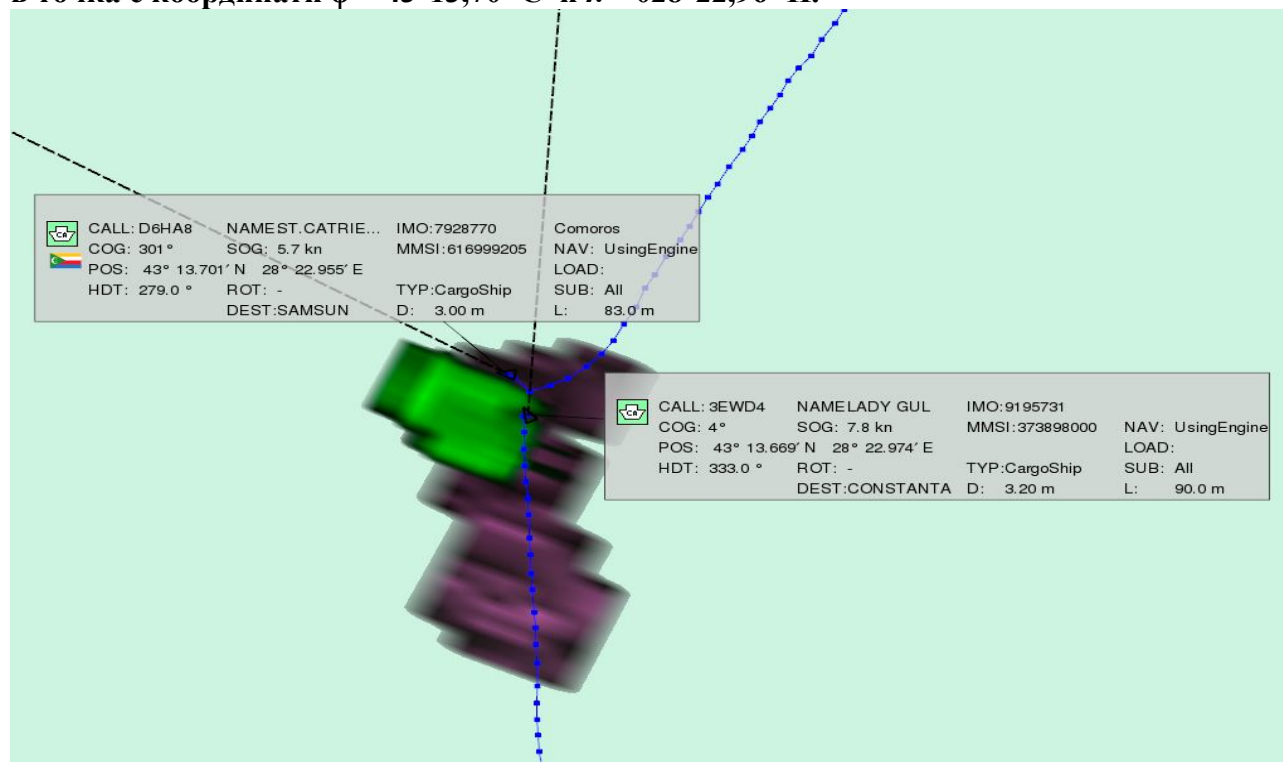 CALL: D6HA8 NAMEST.CATRIE... IMO:7928770 Comoros
COG: 301° SOG: 5.7 kn MMSI:616999205 NAV: UsingEngine
POS: 43° 13.701′ N 28° 22.955′ E LOAD:
HDT: 279.0 ° ROT: - TYP:CargoShip SUB: All
DEST:SAMSUN D: 3.00 m L: 83.0 m
CALL: 3EWD4 NAMELADY GUL IMO:9195731
COG: 4° SOG: 7.8 kn MMSI:373898000 NAV: UsingEngine
POS: 43° 13.669′ N 28° 22.974′ E LOAD:
HDT: 333.0 ° ROT: - TYP:CargoShip SUB: All
DEST:CONSTANTA D: 3.20 m L: 90.0 m